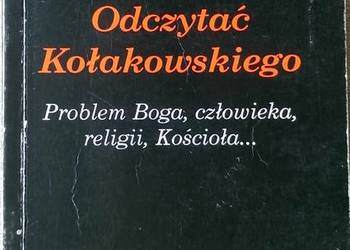 Odczytać
Kołakowskiego
Problem Boga, człowieka,
religii, Kościoła...